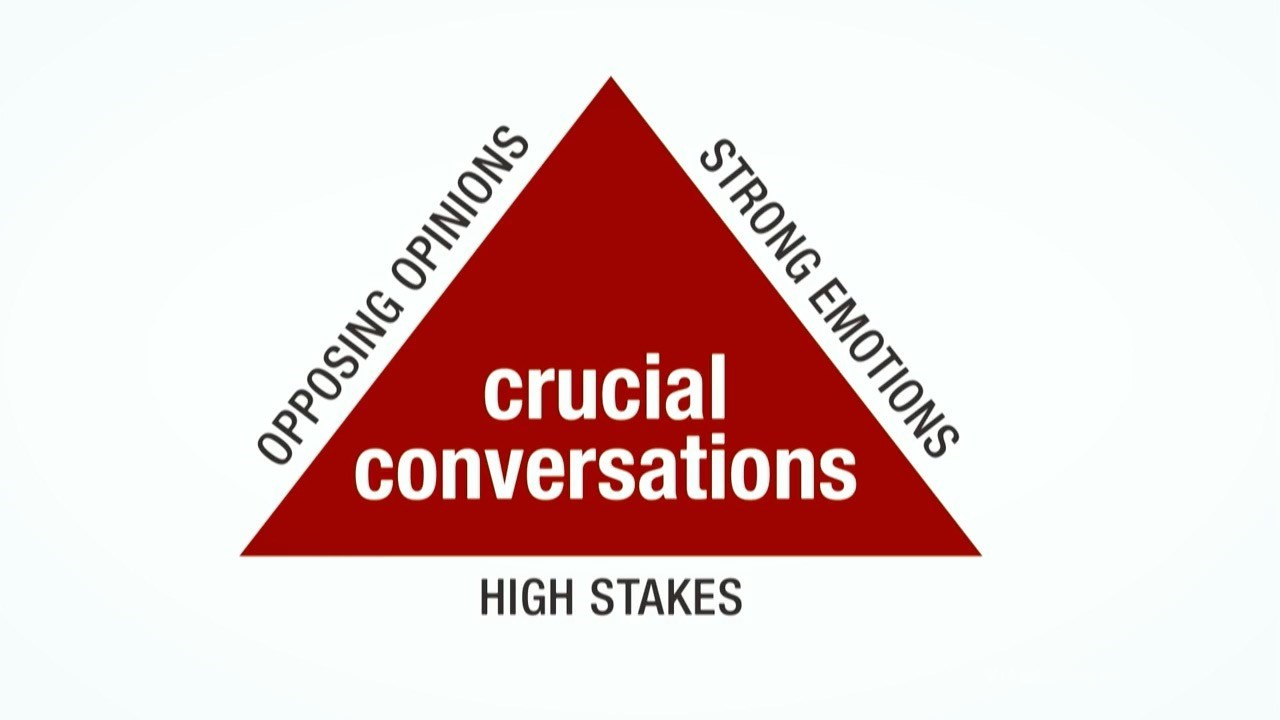 OPPOSING OPINIONS
STRONG EMOTIONS
crucial
conversations
HIGH STAKES